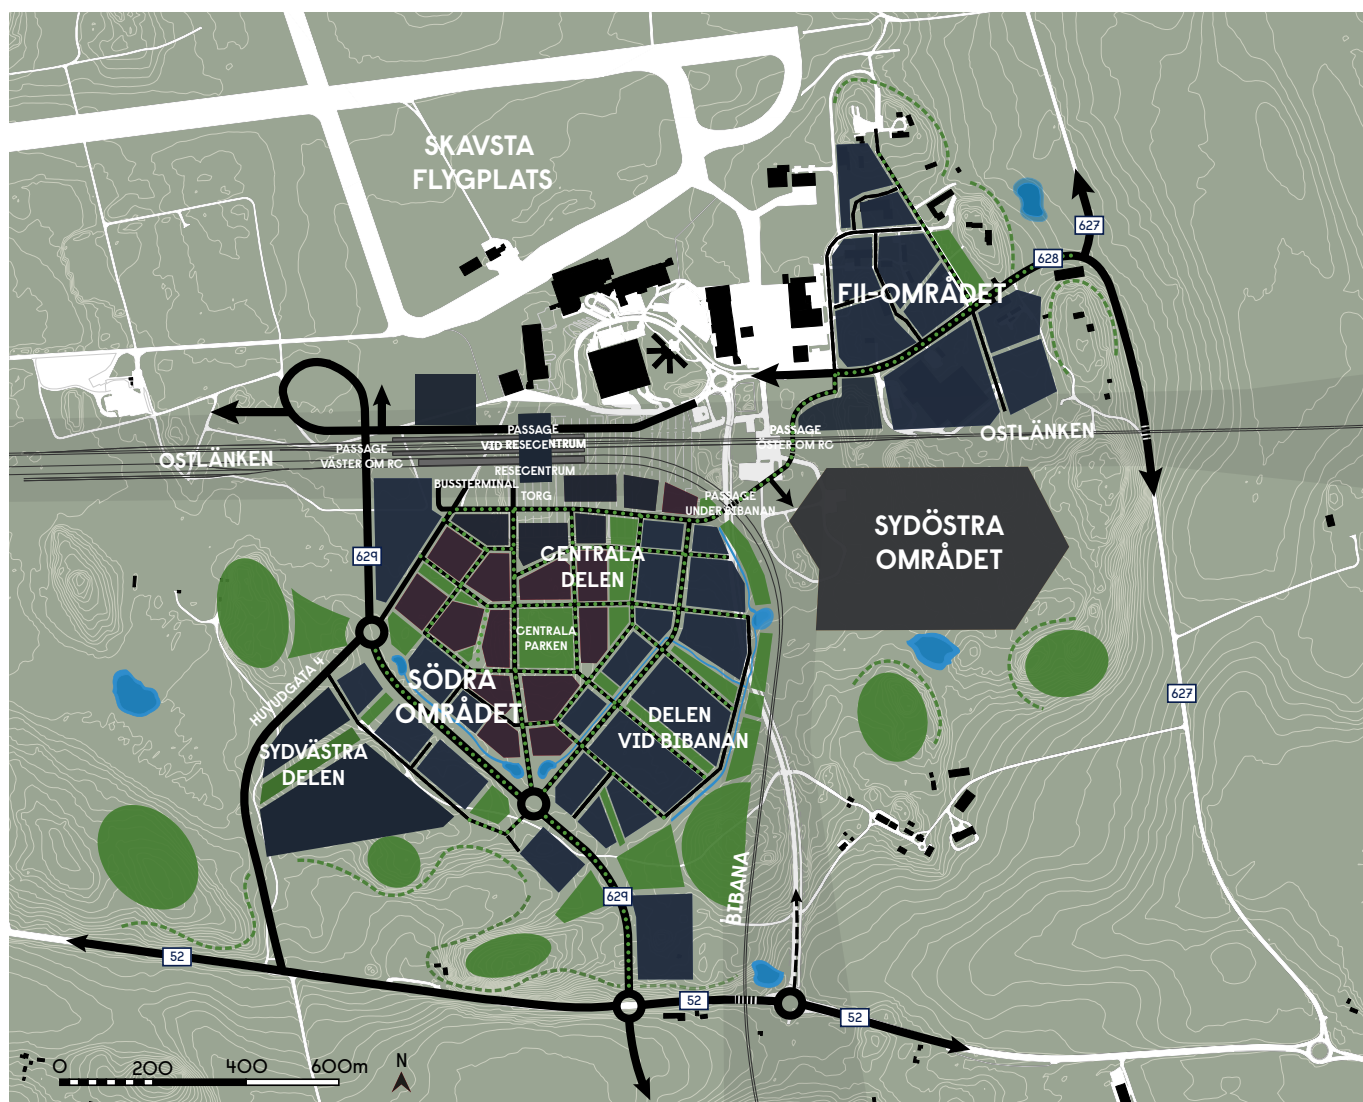 SKAVSTA
FLYGPLATS
627
628
FII-OMRÅDET
PASSAGE
VID RESECENTRUM
PASSAGE
ÖSTER OM RC
OSTLÄNKEN
PASSAGE
VÄSTER OM RC
OSTLÄNKEN
RESECENTRUM
BUSSTERMINAL
TORG
PASSAGE
UNDER BIBANAN
SYDÖSTRA
OMRÅDET
629
CENTRALA
DELEN
CENTRALA
PARKEN
HUVUDGATA 4
SÖDRA
OMRÅDET
627
DELEN
VID BIBANAN
SYDVÄSTRA
DELEN
BIBANA
629
52
52
52
0 200 400 600m
N